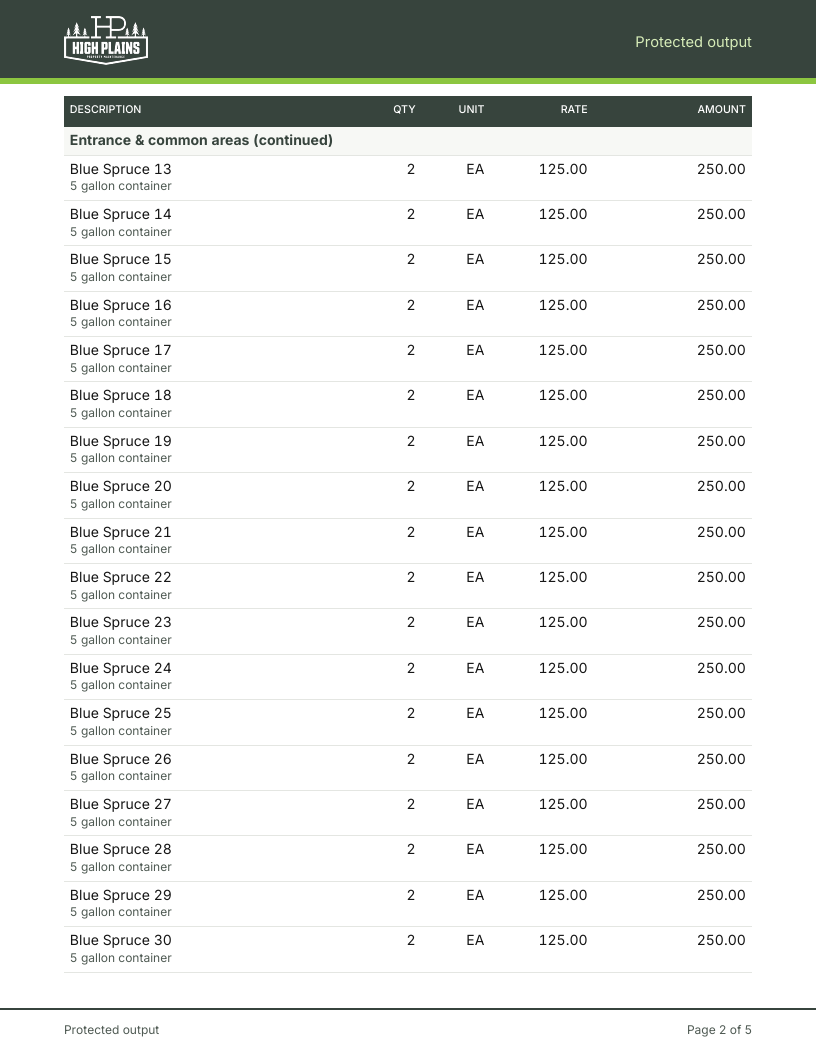 HP
HIGH PLAINS
PROPERTY MAINTENANCE
Protected output
DESCRIPTION QTY UNIT RATE AMOUNT
Entrance & common areas (continued)
Blue Spruce 13 2 EA 125.00 250.00
5 gallon container
Blue Spruce 14 2 EA 125.00 250.00
5 gallon container
Blue Spruce 15 2 EA 125.00 250.00
5 gallon container
Blue Spruce 16 2 EA 125.00 250.00
5 gallon container
Blue Spruce 17 2 EA 125.00 250.00
5 gallon container
Blue Spruce 18 2 EA 125.00 250.00
5 gallon container
Blue Spruce 19 2 EA 125.00 250.00
5 gallon container
Blue Spruce 20 2 EA 125.00 250.00
5 gallon container
Blue Spruce 21 2 EA 125.00 250.00
5 gallon container
Blue Spruce 22 2 EA 125.00 250.00
5 gallon container
Blue Spruce 23 2 EA 125.00 250.00
5 gallon container
Blue Spruce 24 2 EA 125.00 250.00
5 gallon container
Blue Spruce 25 2 EA 125.00 250.00
5 gallon container
Blue Spruce 26 2 EA 125.00 250.00
5 gallon container
Blue Spruce 27 2 EA 125.00 250.00
5 gallon container
Blue Spruce 28 2 EA 125.00 250.00
5 gallon container
Blue Spruce 29 2 EA 125.00 250.00
5 gallon container
Blue Spruce 30 2 EA 125.00 250.00
5 gallon container
Protected output Page 2 of 5